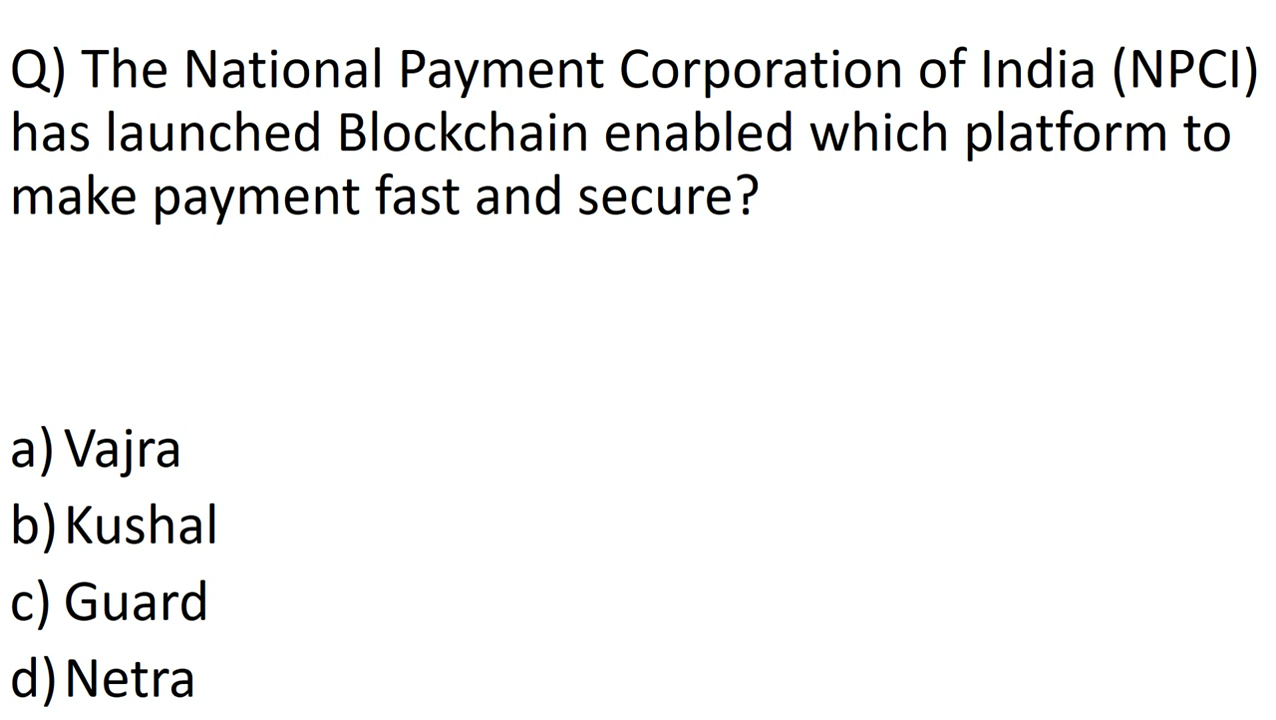 Q) The National Payment Corporation of India (NPCI)
has launched Blockchain enabled which platform to
make payment fast and secure?
a) Vajra
b) Kushal
c) Guard
d) Netra